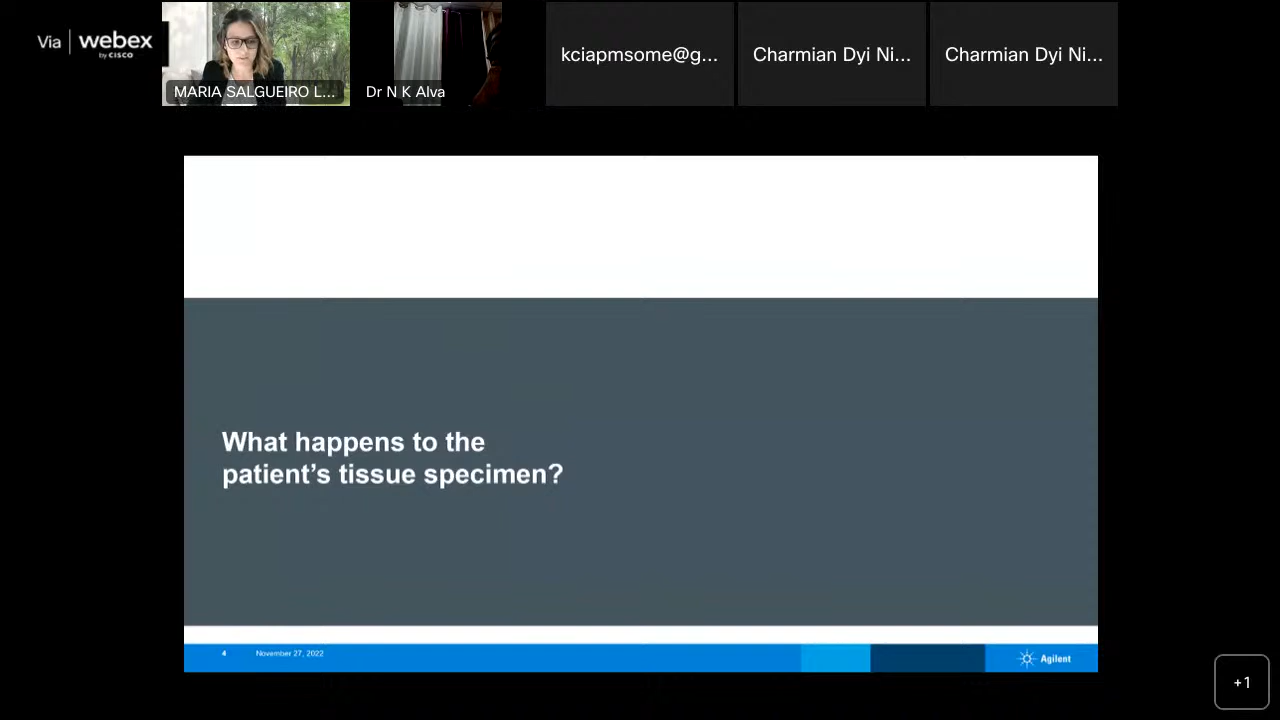 Via webex
by CISCO
MARIA SALGUEIRO L...
Dr N K Alva
kciapmsome@g...
Charmian Dyi Ni...
Charmian Dyi Ni...
What happens to the
patient's tissue specimen?
4 November 27, 2022
Agilent
+1